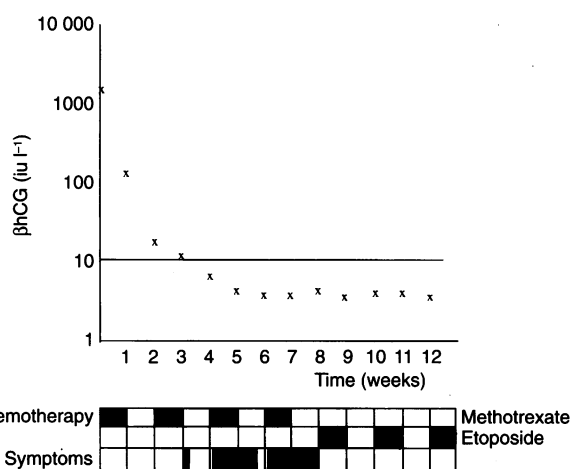 10 000
1000
100
10
1
βhCG (iu l⁻¹)
1 2 3 4 5 6 7 8 9 10 11 12
Time (weeks)
emotherapy
Methotrexate
Etoposide
Symptoms